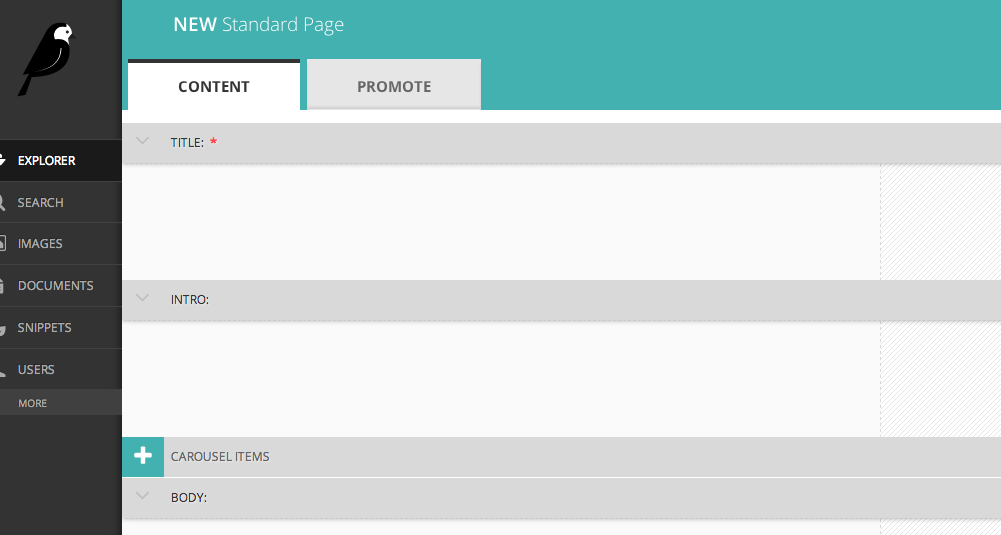 NEW Standard Page
CONTENT
PROMOTE
EXPLORER
SEARCH
IMAGES
DOCUMENTS
SNIPPETS
USERS
MORE
TITLE: *
INTRO:
CAROUSEL ITEMS
BODY: